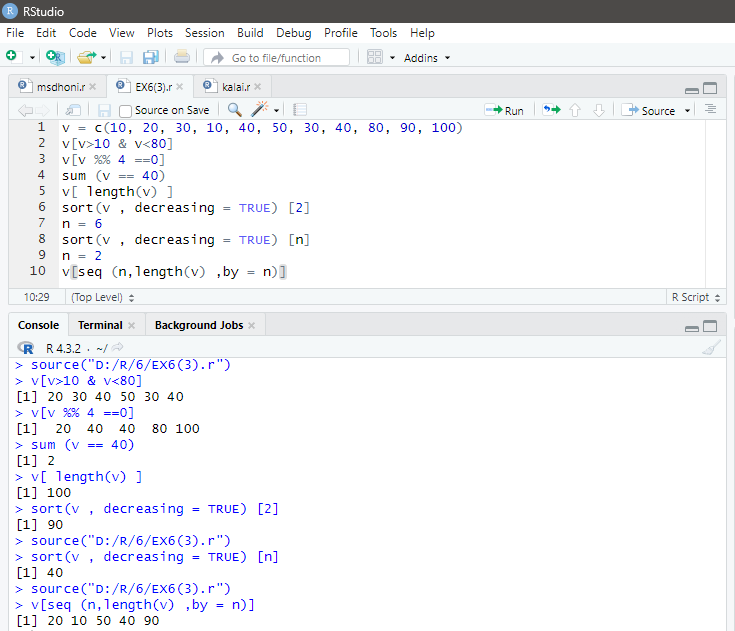 R RStudio
File Edit Code View Plots Session Build Debug Profile Tools Help
Go to file/function Addins
msdhoni.r × EX6(3).r × kalai.r ×
Source on Save Run Source
1 v = c(10, 20, 30, 10, 40, 50, 30, 40, 80, 90, 100)
2 v[v>10 & v<80]
3 v[v %% 4 ==0]
4 sum (v == 40)
5 v[ length(v) ]
6 sort(v , decreasing = TRUE) [2]
7 n = 6
8 sort(v , decreasing = TRUE) [n]
9 n = 2
10 v[seq (n,length(v) ,by = n)]
10:29 (Top Level) R Script
Console Terminal × Background Jobs ×
R R 4.3.2 · ~/
> source("D:/R/6/EX6(3).r")
> v[v>10 & v<80]
[1] 20 30 40 50 30 40
> v[v %% 4 ==0]
[1]  20  40  40  80 100
> sum (v == 40)
[1] 2
> v[ length(v) ]
[1] 100
> sort(v , decreasing = TRUE) [2]
[1] 90
> source("D:/R/6/EX6(3).r")
> sort(v , decreasing = TRUE) [n]
[1] 40
> source("D:/R/6/EX6(3).r")
> v[seq (n,length(v) ,by = n)]
[1] 20 10 50 40 90